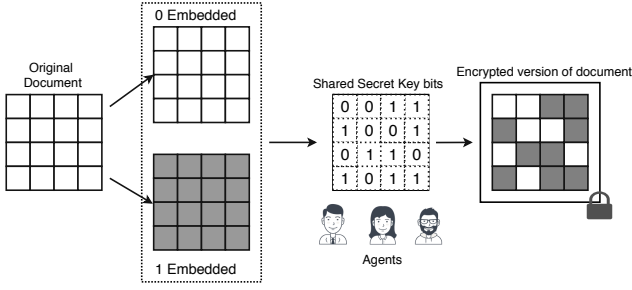 0 Embedded
Original
Document
1 Embedded
Shared Secret Key bits
0 0 1 1
1 0 0 1
0 1 1 0
1 0 1 1
Agents
Encrypted version of document